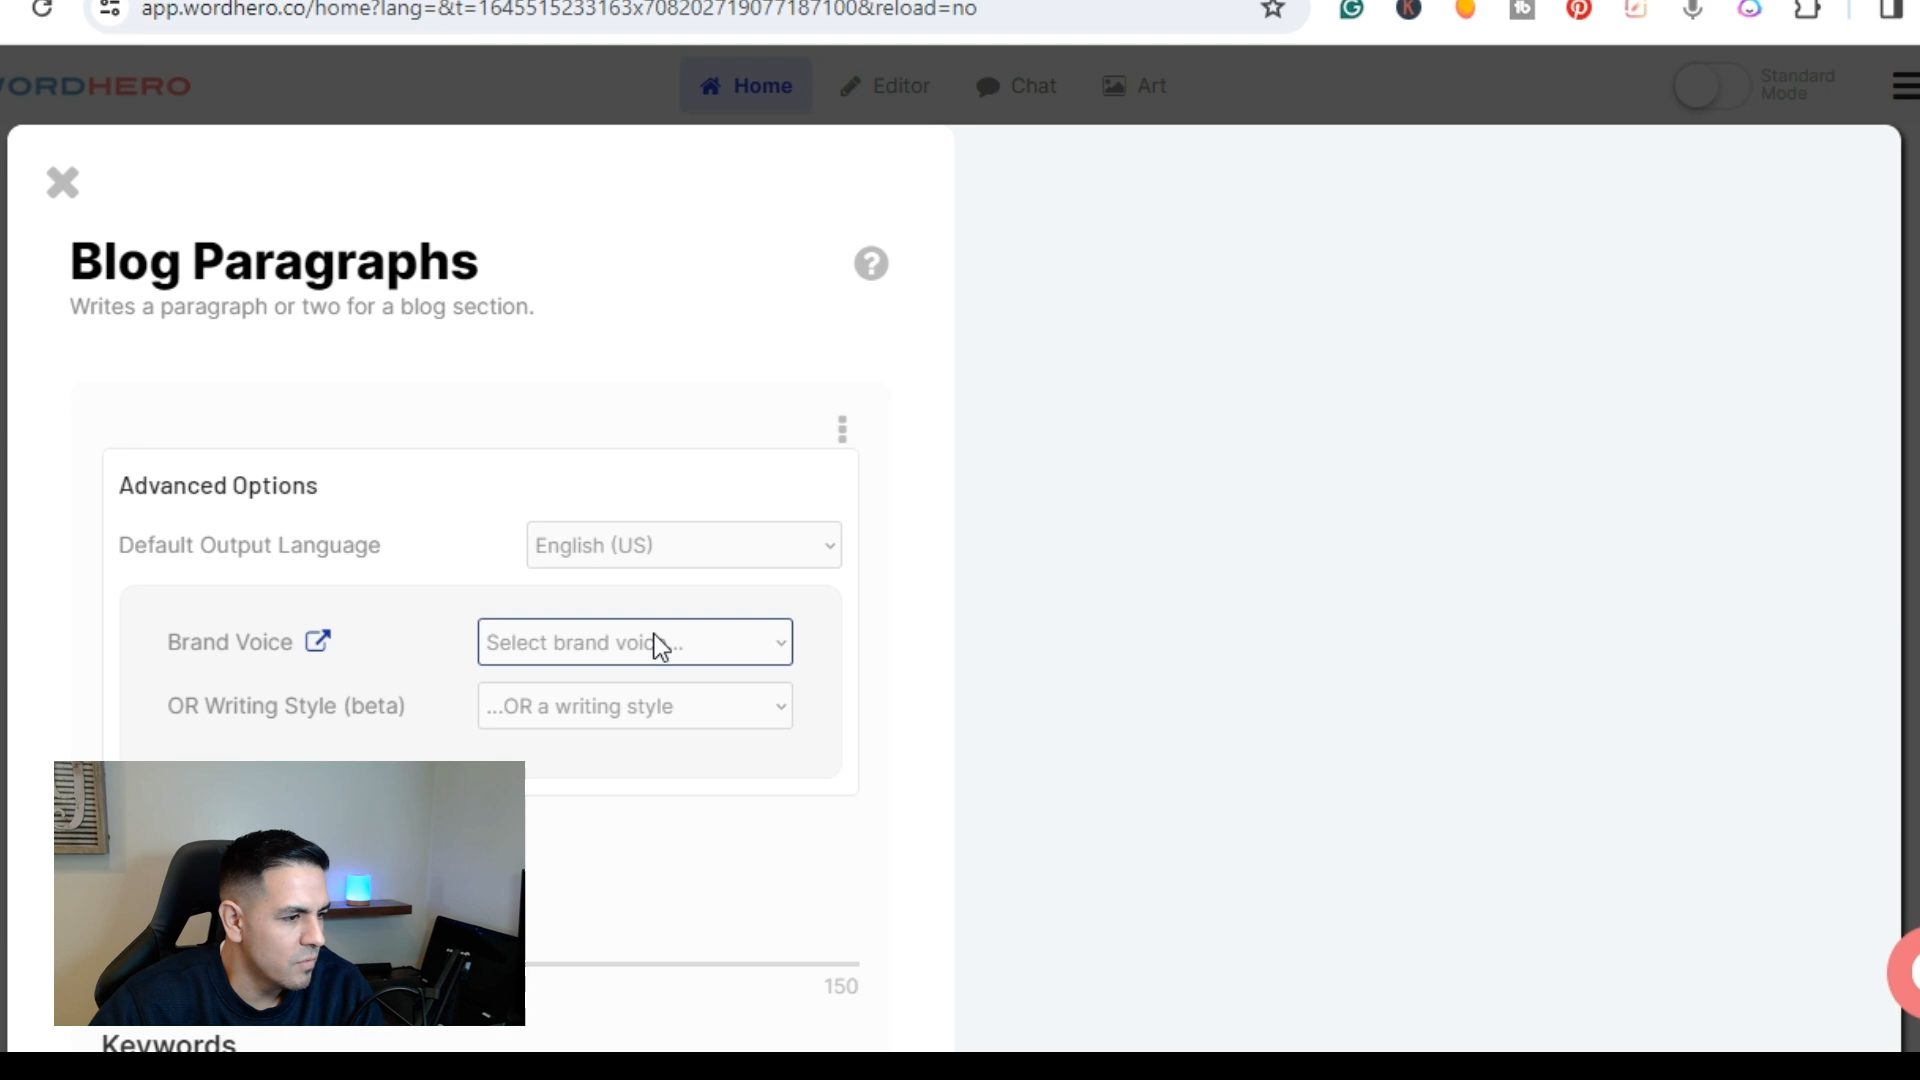 app.wordhero.co/home?lang=&t=1645515233163x708202719077187100&reload=no
ORDHERO
Home
Editor
Chat
Art
Standard
Mode
Blog Paragraphs
?
Writes a paragraph or two for a blog section.
Advanced Options
Default Output Language
English (US)
Brand Voice
Select brand voic ...
OR Writing Style (beta)
...OR a writing style
150
Keywords